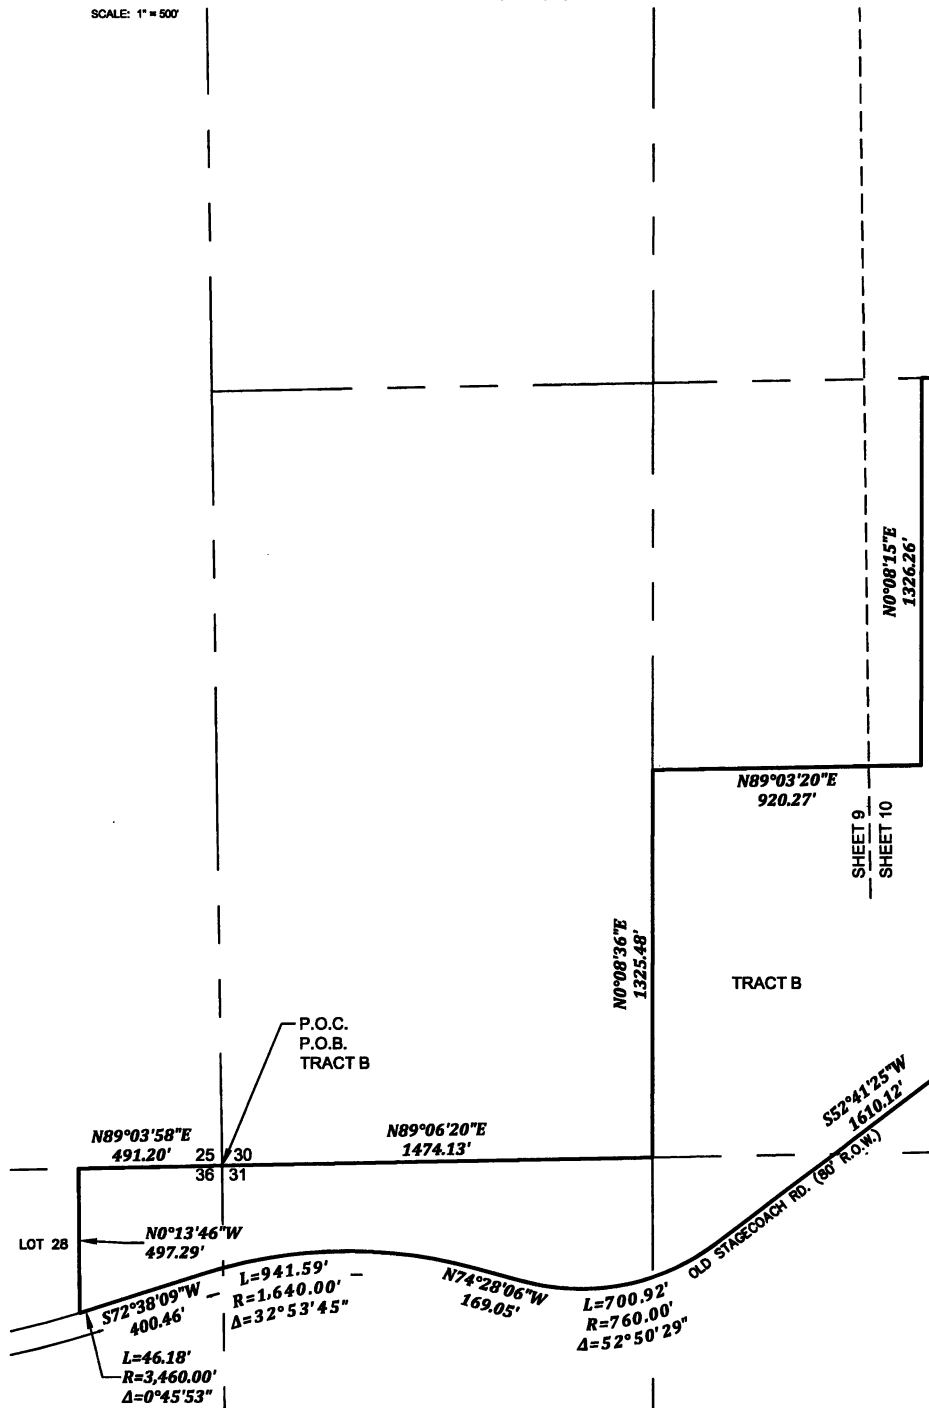 SCALE: 1" = 500'
N0°08'15"E
1326.26'
N89°03'20"E
920.27'
SHEET 9
SHEET 10
N0°08'36"E
1325.48'
TRACT B
P.O.C.
P.O.B.
TRACT B
S52°41'25"W
1610.12'
N89°03'58"E
491.20'
25 30
36 31
N89°06'20"E
1474.13'
OLD STAGECOACH RD. (80' R.O.W.)
LOT 28
N0°13'46"W
497.29'
S72°38'09"W
400.46'
L=941.59'
R=1,640.00'
Δ=32°53'45"
N74°28'06"W
169.05'
L=700.92'
R=760.00'
Δ=52°50'29"
L=46.18'
R=3,460.00'
Δ=0°45'53"